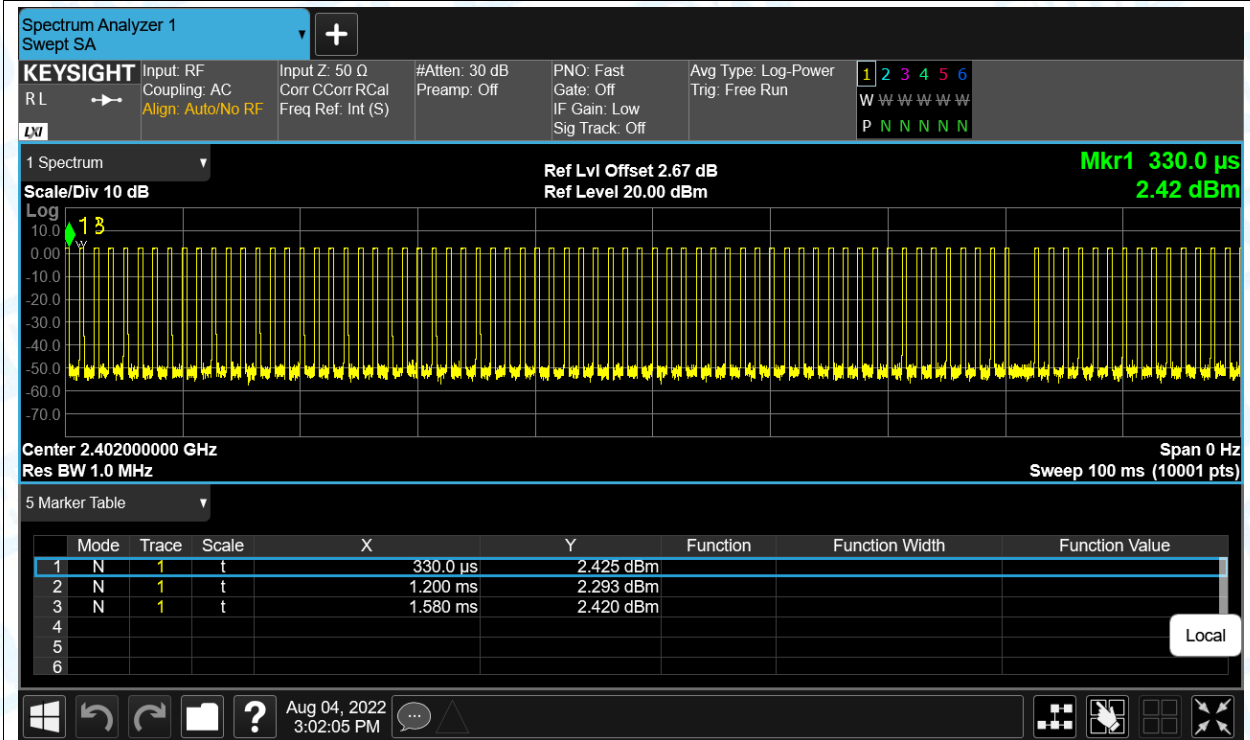 Spectrum Analyzer 1
Swept SA
+
KEYSIGHT Input: RF Input Z: 50 Ω #Atten: 30 dB PNO: Fast Avg Type: Log-Power 1 2 3 4 5 6
R L Coupling: AC Corr CCorr RCal Preamp: Off Gate: Off Trig: Free Run W W W W W W
Align: Auto/No RF Freq Ref: Int (S) IF Gain: Low
LXI Sig Track: Off P N N N N N
1 Spectrum
Ref Lvl Offset 2.67 dB Mkr1 330.0 µs
Scale/Div 10 dB Ref Level 20.00 dBm 2.42 dBm
Log
10.0
0.00
-10.0
-20.0
-30.0
-40.0
-50.0
-60.0
-70.0
Center 2.402000000 GHz Span 0 Hz
Res BW 1.0 MHz Sweep 100 ms (10001 pts)
5 Marker Table
Mode Trace Scale X Y Function Function Width Function Value
1 N 1 t 330.0 µs 2.425 dBm
2 N 1 t 1.200 ms 2.293 dBm
3 N 1 t 1.580 ms 2.420 dBm
4
5
6
Local
? Aug 04, 2022
3:02:05 PM